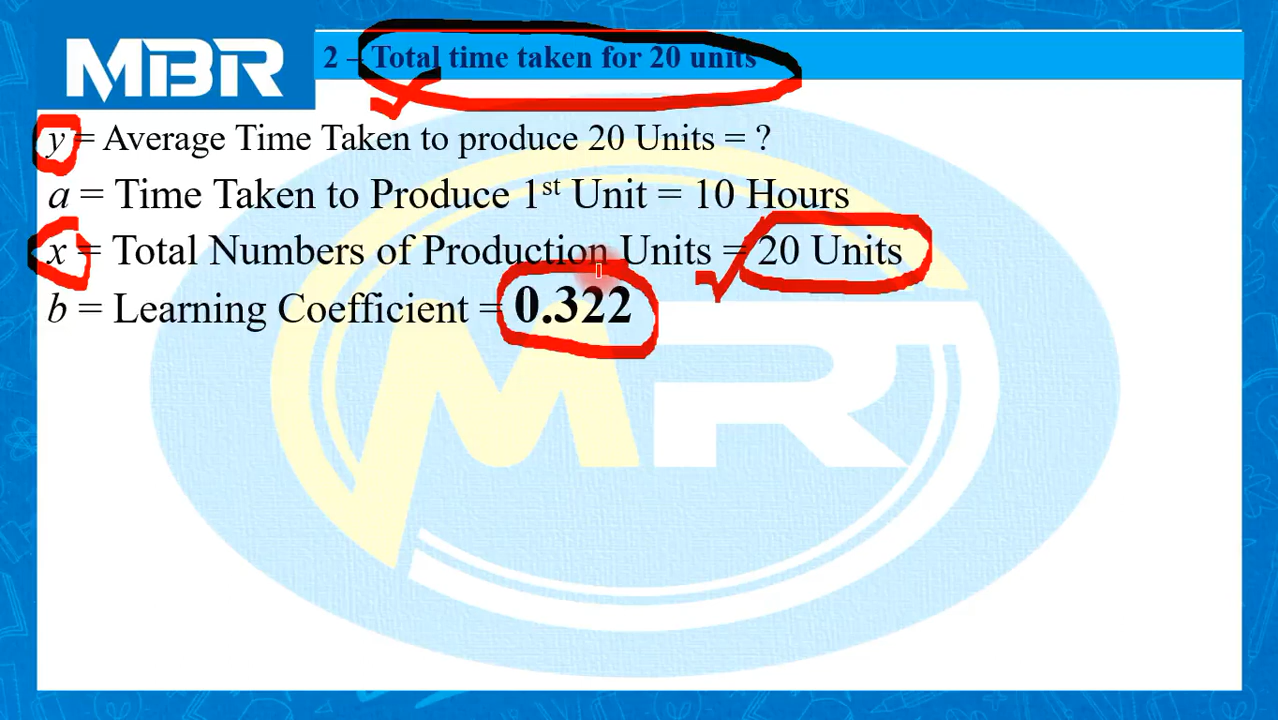 MBR
2 – Total time taken for 20 units
y = Average Time Taken to produce 20 Units = ?
a = Time Taken to Produce 1st Unit = 10 Hours
x = Total Numbers of Production Units = 20 Units
b = Learning Coefficient = 0.322
MR